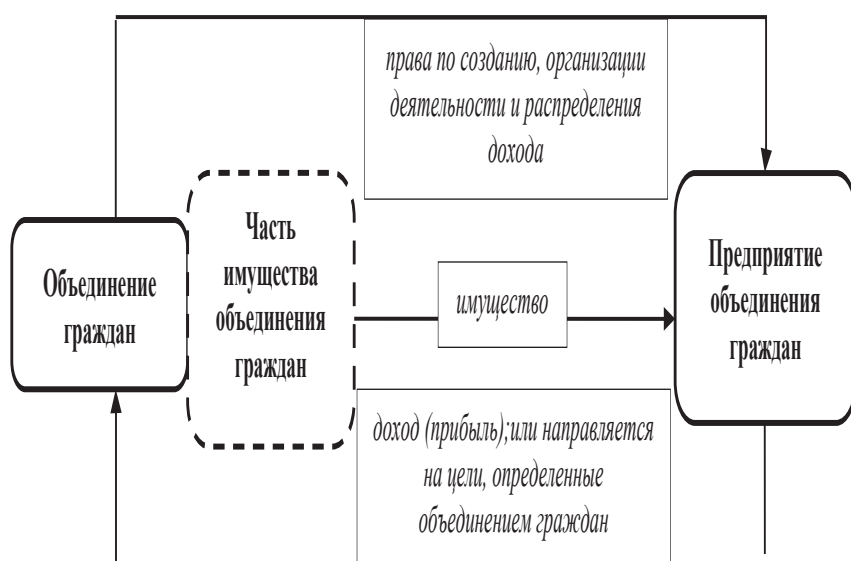 права по созданию, организации
деятельности и распределения
дохода
Объединение
граждан
Часть
имущества
объединения
граждан
имущество
Предприятие
объединения
граждан
доход (прибыль);или направляется
на цели, определенные
объединением граждан